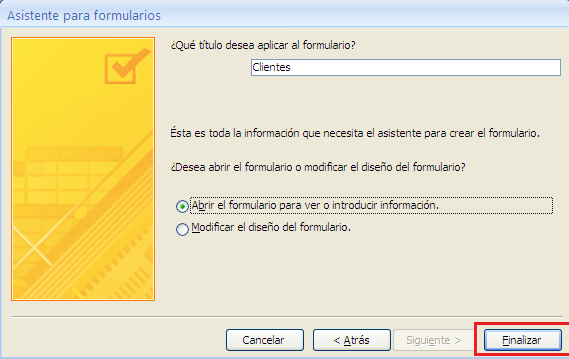 Asistente para formularios
¿Qué título desea aplicar al formulario?
Clientes
Ésta es toda la información que necesita el asistente para crear el formulario.
¿Desea abrir el formulario o modificar el diseño del formulario?
Abrir el formulario para ver o introducir información.
Modificar el diseño del formulario.
Cancelar
< Atrás
Siguiente >
Finalizar